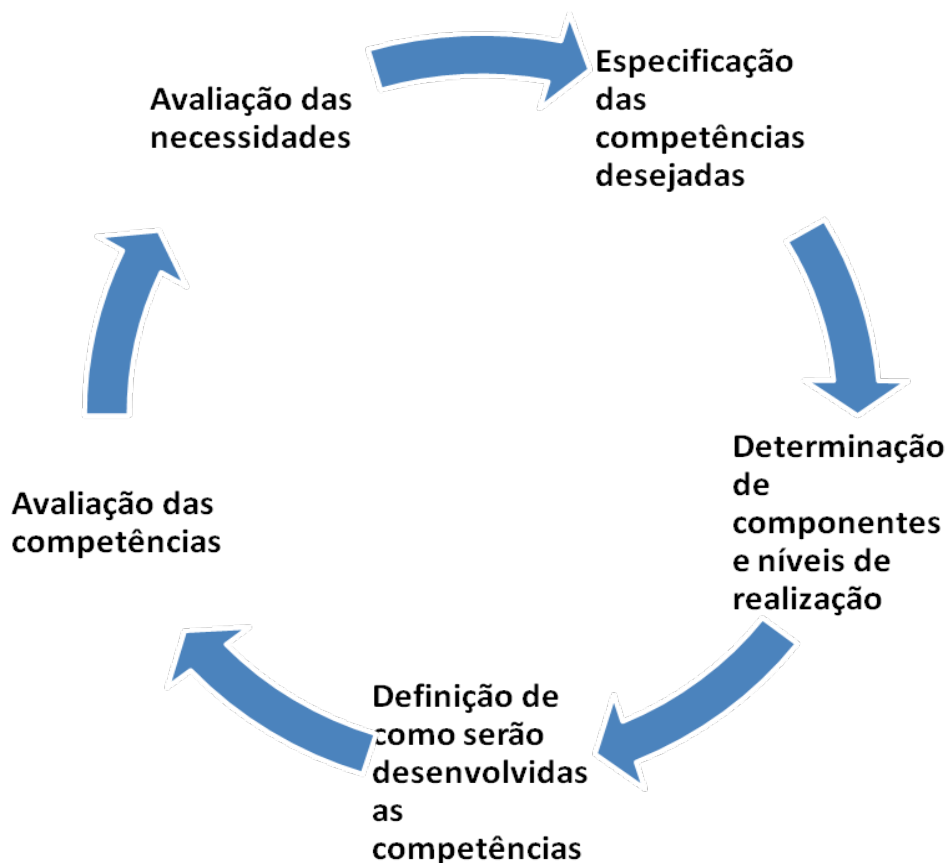 Avaliação das
necessidades
Especificação
das
competências
desejadas
Determinação
de
componentes
e níveis de
realização
Definição de
como serão
desenvolvidas
as
competências
Avaliação das
competências